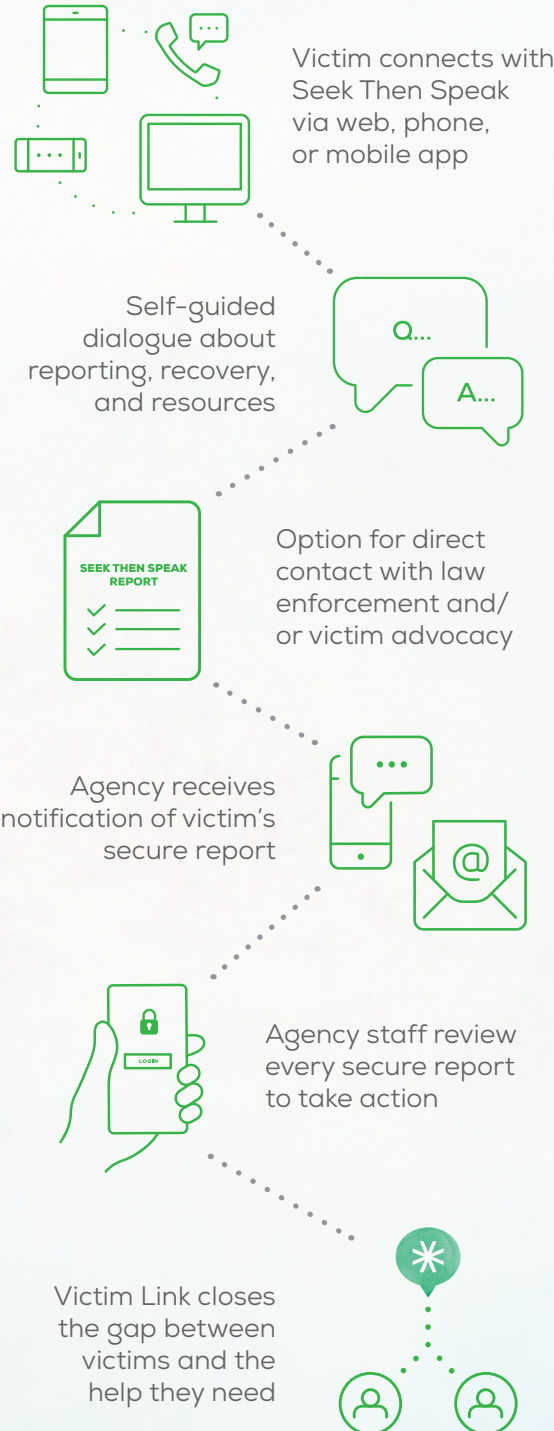 Victim connects with
Seek Then Speak
via web, phone,
or mobile app
Self-guided
dialogue about
reporting, recovery,
and resources
Q...
A...
SEEK THEN SPEAK
REPORT
Option for direct
contact with law
enforcement and/
or victim advocacy
Agency receives
notification of victim's
secure report
@
LOGIN
Agency staff review
every secure report
to take action
Victim Link closes
the gap between
victims and the
help they need